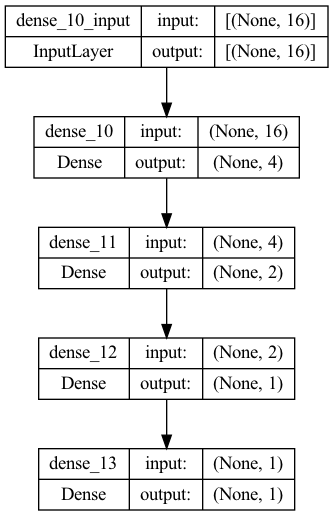 dense_10_input input: [(None, 16)]
InputLayer output: [(None, 16)]
dense_10 input: (None, 16)
Dense output: (None, 4)
dense_11 input: (None, 4)
Dense output: (None, 2)
dense_12 input: (None, 2)
Dense output: (None, 1)
dense_13 input: (None, 1)
Dense output: (None, 1)